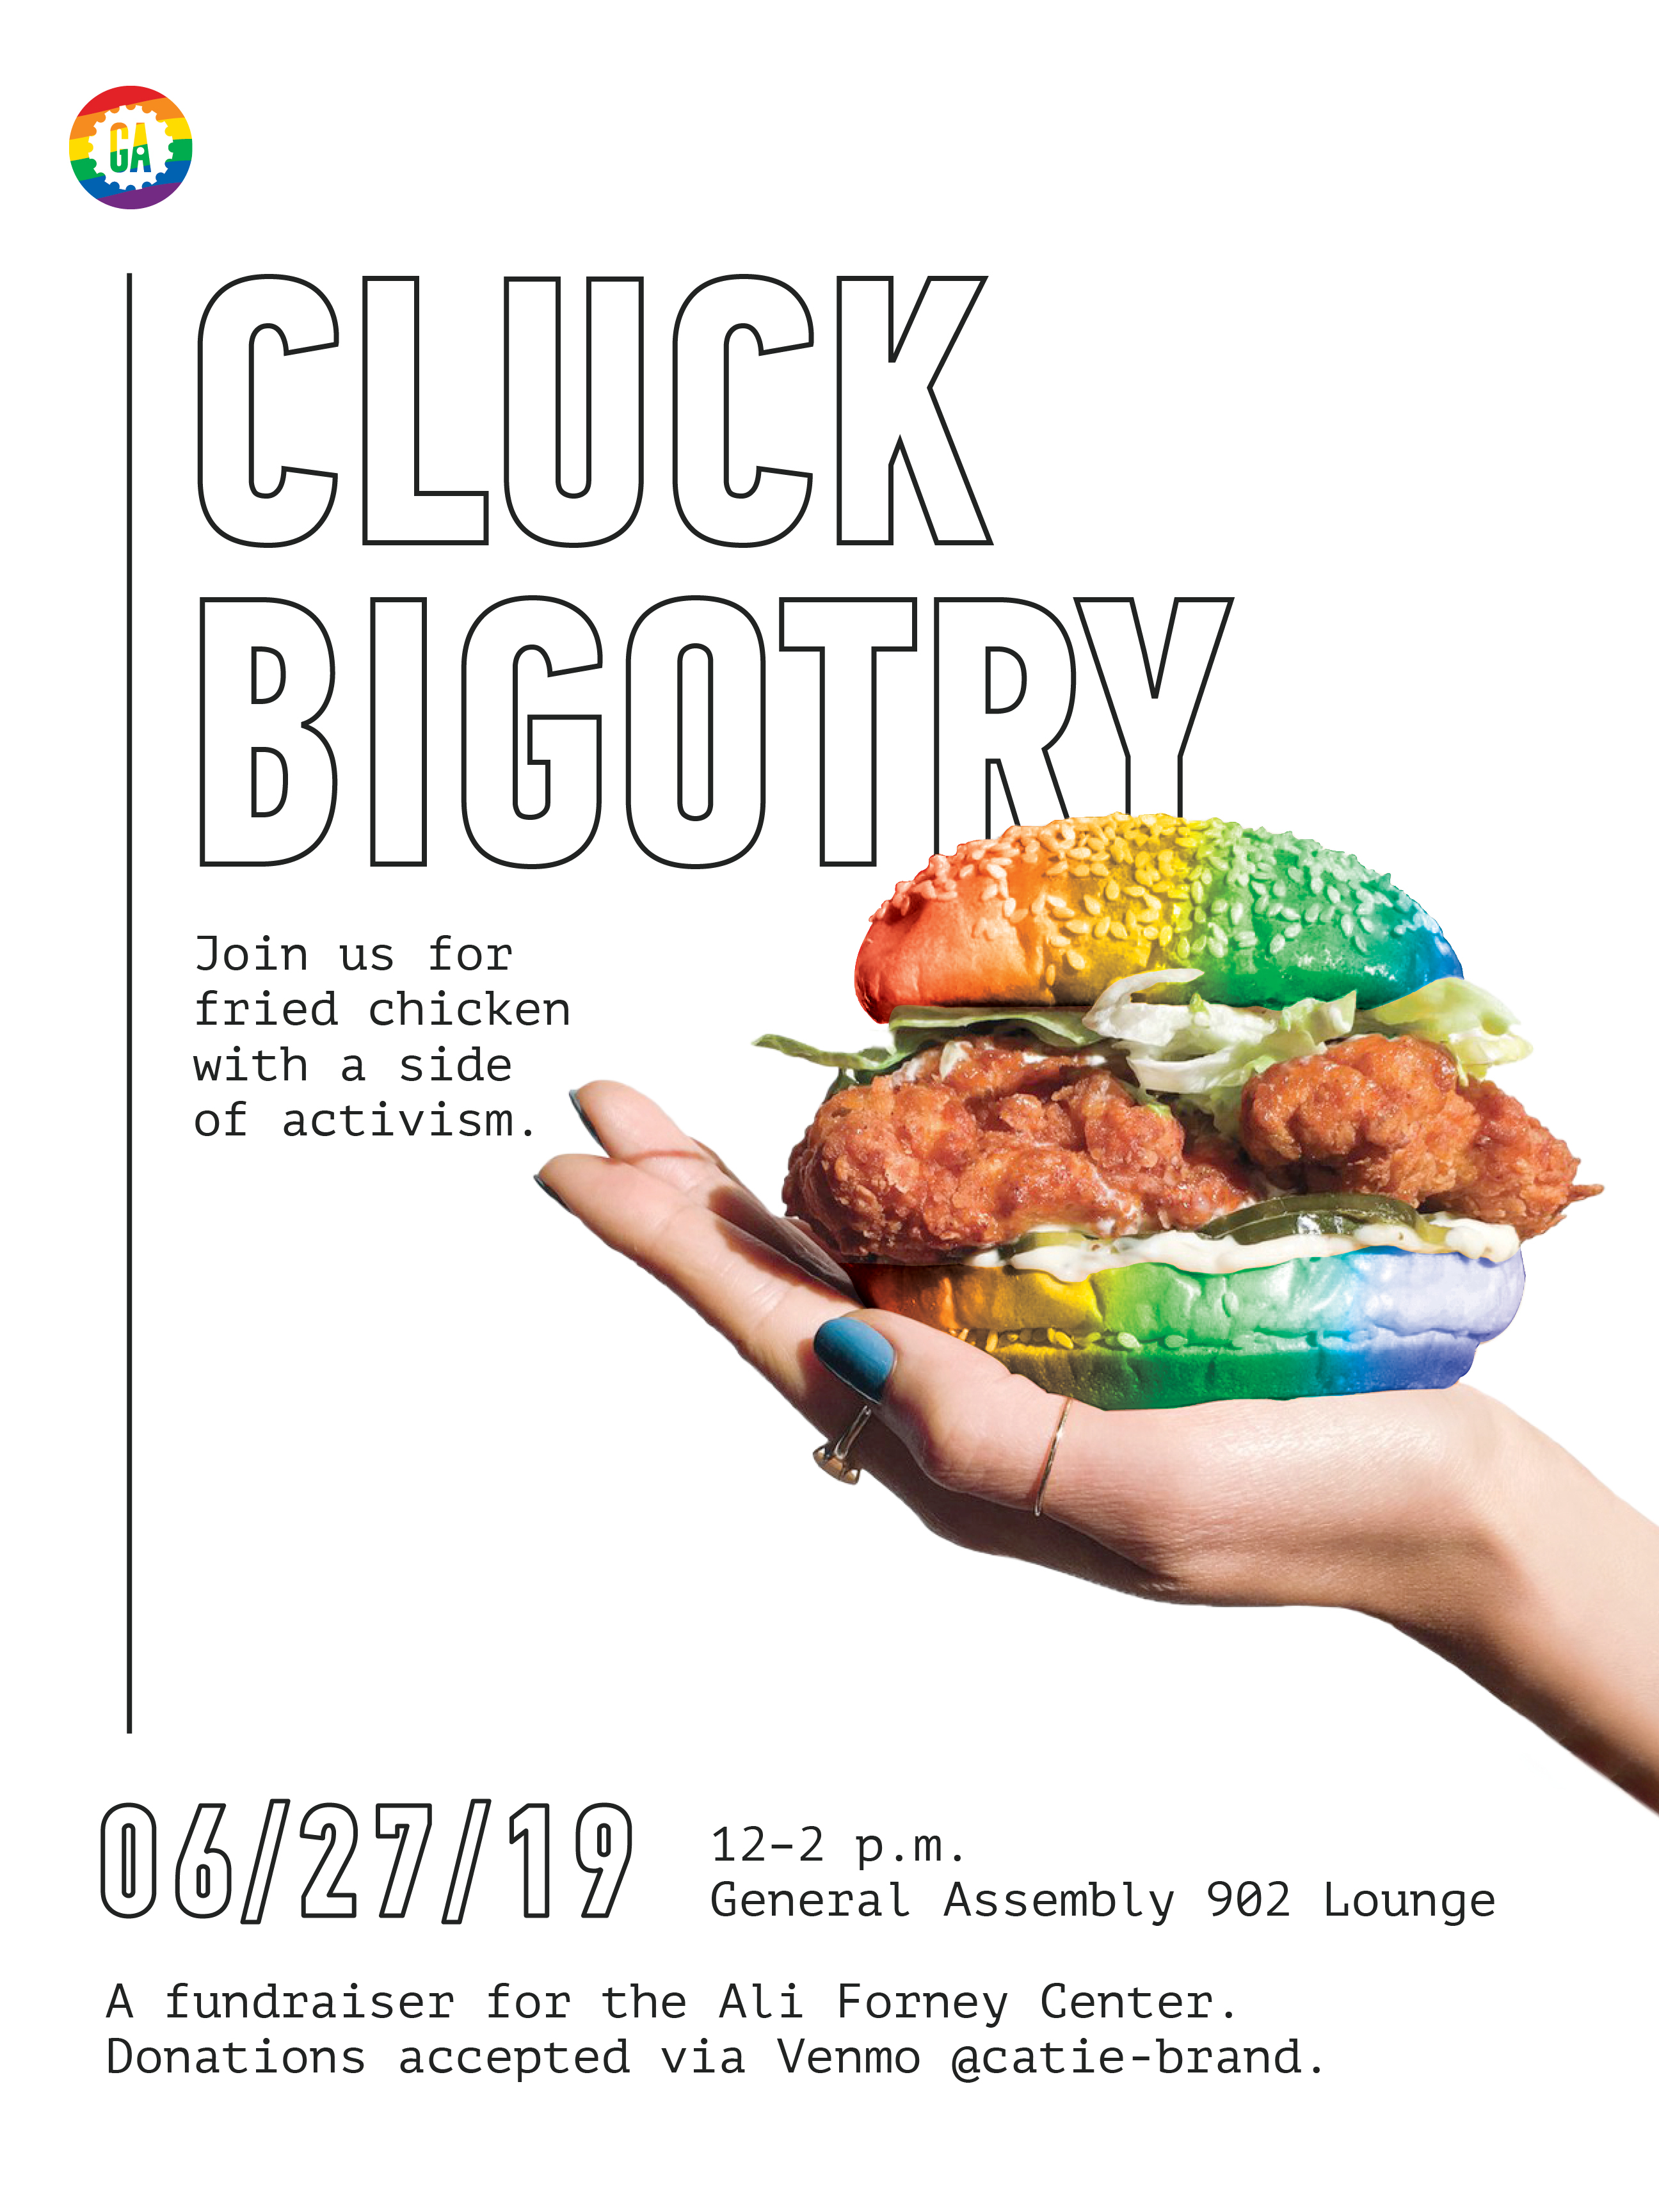 GA
CLUCK
BIGOTRY
Join us for
fried chicken
with a side
of activism.
06/27/19
12–2 p.m.
General Assembly 902 Lounge
A fundraiser for the Ali Forney Center.
Donations accepted via Venmo @catie-brand.